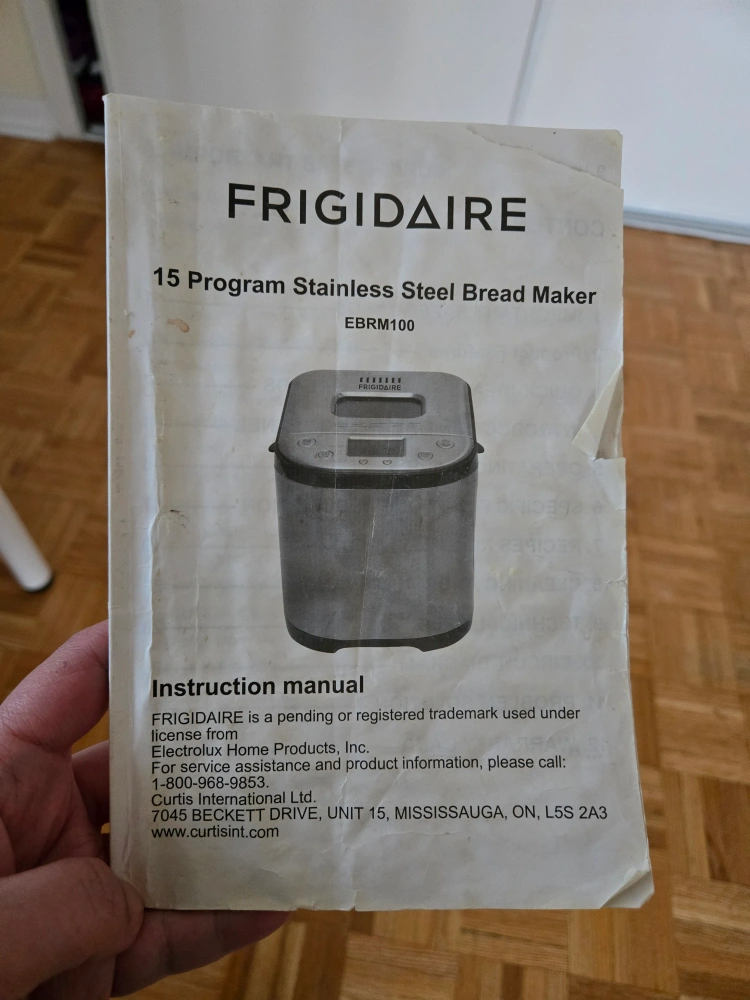 FRIGIDAIRE
15 Program Stainless Steel Bread Maker
EBRM100
FRIGIDAIRE
Instruction manual
FRIGIDAIRE is a pending or registered trademark used under
license from
Electrolux Home Products, Inc.
For service assistance and product information, please call:
1-800-968-9853.
Curtis International Ltd.
7045 BECKETT DRIVE, UNIT 15, MISSISSAUGA, ON, L5S 2A3
www.curtisint.com